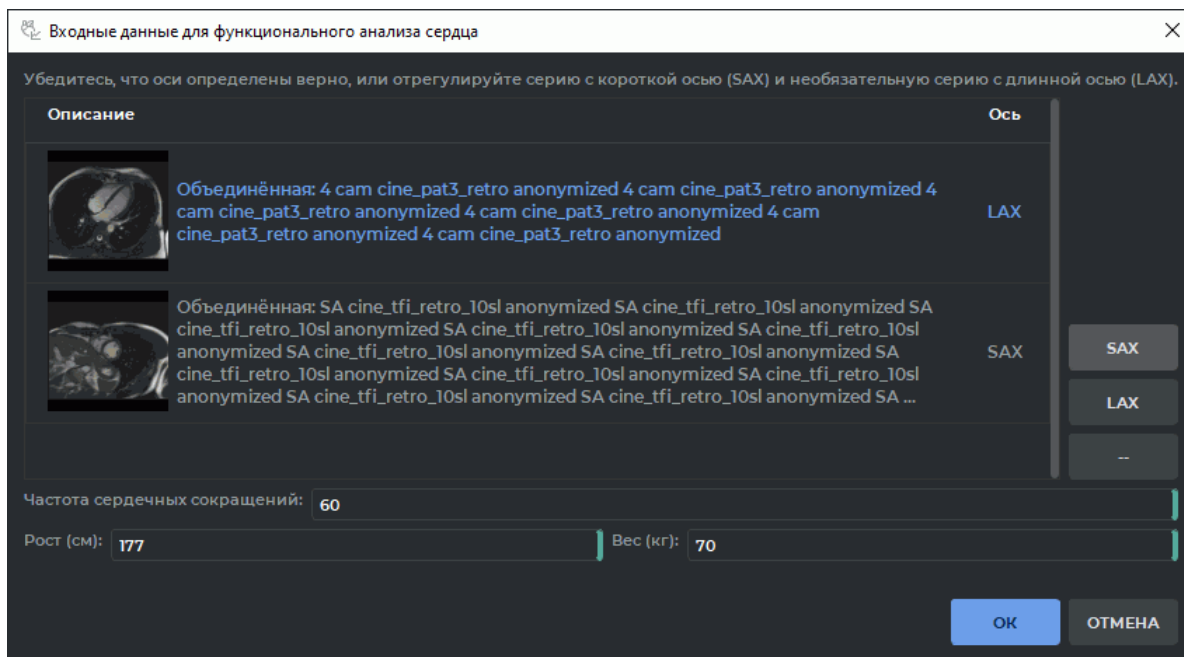 Входные данные для функционального анализа сердца
Убедитесь, что оси определены верно, или отрегулируйте серию с короткой осью (SAX) и необязательную серию с длинной осью (LAX).
Описание Ось
Объединённая: 4 cam cine_pat3_retro anonymized 4 cam cine_pat3_retro anonymized 4
cam cine_pat3_retro anonymized 4 cam cine_pat3_retro anonymized 4 cam
cine_pat3_retro anonymized 4 cam cine_pat3_retro anonymized
LAX
Объединённая: SA cine_tfi_retro_10sl anonymized SA cine_tfi_retro_10sl anonymized SA
cine_tfi_retro_10sl anonymized SA cine_tfi_retro_10sl anonymized SA cine_tfi_retro_10sl
anonymized SA cine_tfi_retro_10sl anonymized SA cine_tfi_retro_10sl anonymized SA
cine_tfi_retro_10sl anonymized SA cine_tfi_retro_10sl anonymized SA cine_tfi_retro_10sl
anonymized SA cine_tfi_retro_10sl anonymized SA cine_tfi_retro_10sl anonymized SA ...
SAX
SAX
LAX
--
Частота сердечных сокращений: 60
Рост (см): 177 Вес (кг): 70
ОК ОТМЕНА